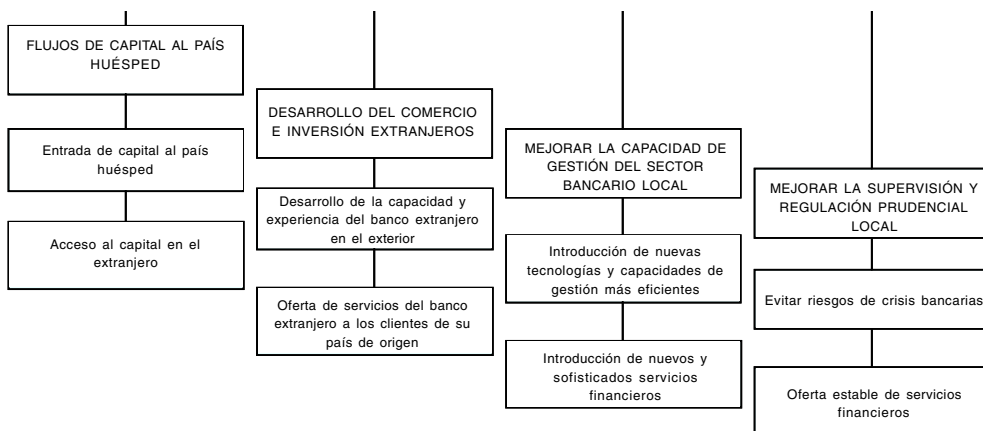 FLUJOS DE CAPITAL AL PAÍS
HUÉSPED
Entrada de capital al país
huésped
Acceso al capital en el
extranjero
DESARROLLO DEL COMERCIO
E INVERSIÓN EXTRANJEROS
Desarrollo de la capacidad y
experiencia del banco extranjero
en el exterior
Oferta de servicios del banco
extranjero a los clientes de su
país de origen
MEJORAR LA CAPACIDAD DE
GESTIÓN DEL SECTOR
BANCARIO LOCAL
Introducción de nuevas
tecnologías y capacidades de
gestión más eficientes
Introducción de nuevos y
sofisticados servicios
financieros
MEJORAR LA SUPERVISIÓN Y
REGULACIÓN PRUDENCIAL
LOCAL
Evitar riesgos de crisis bancarias
Oferta estable de servicios
financieros